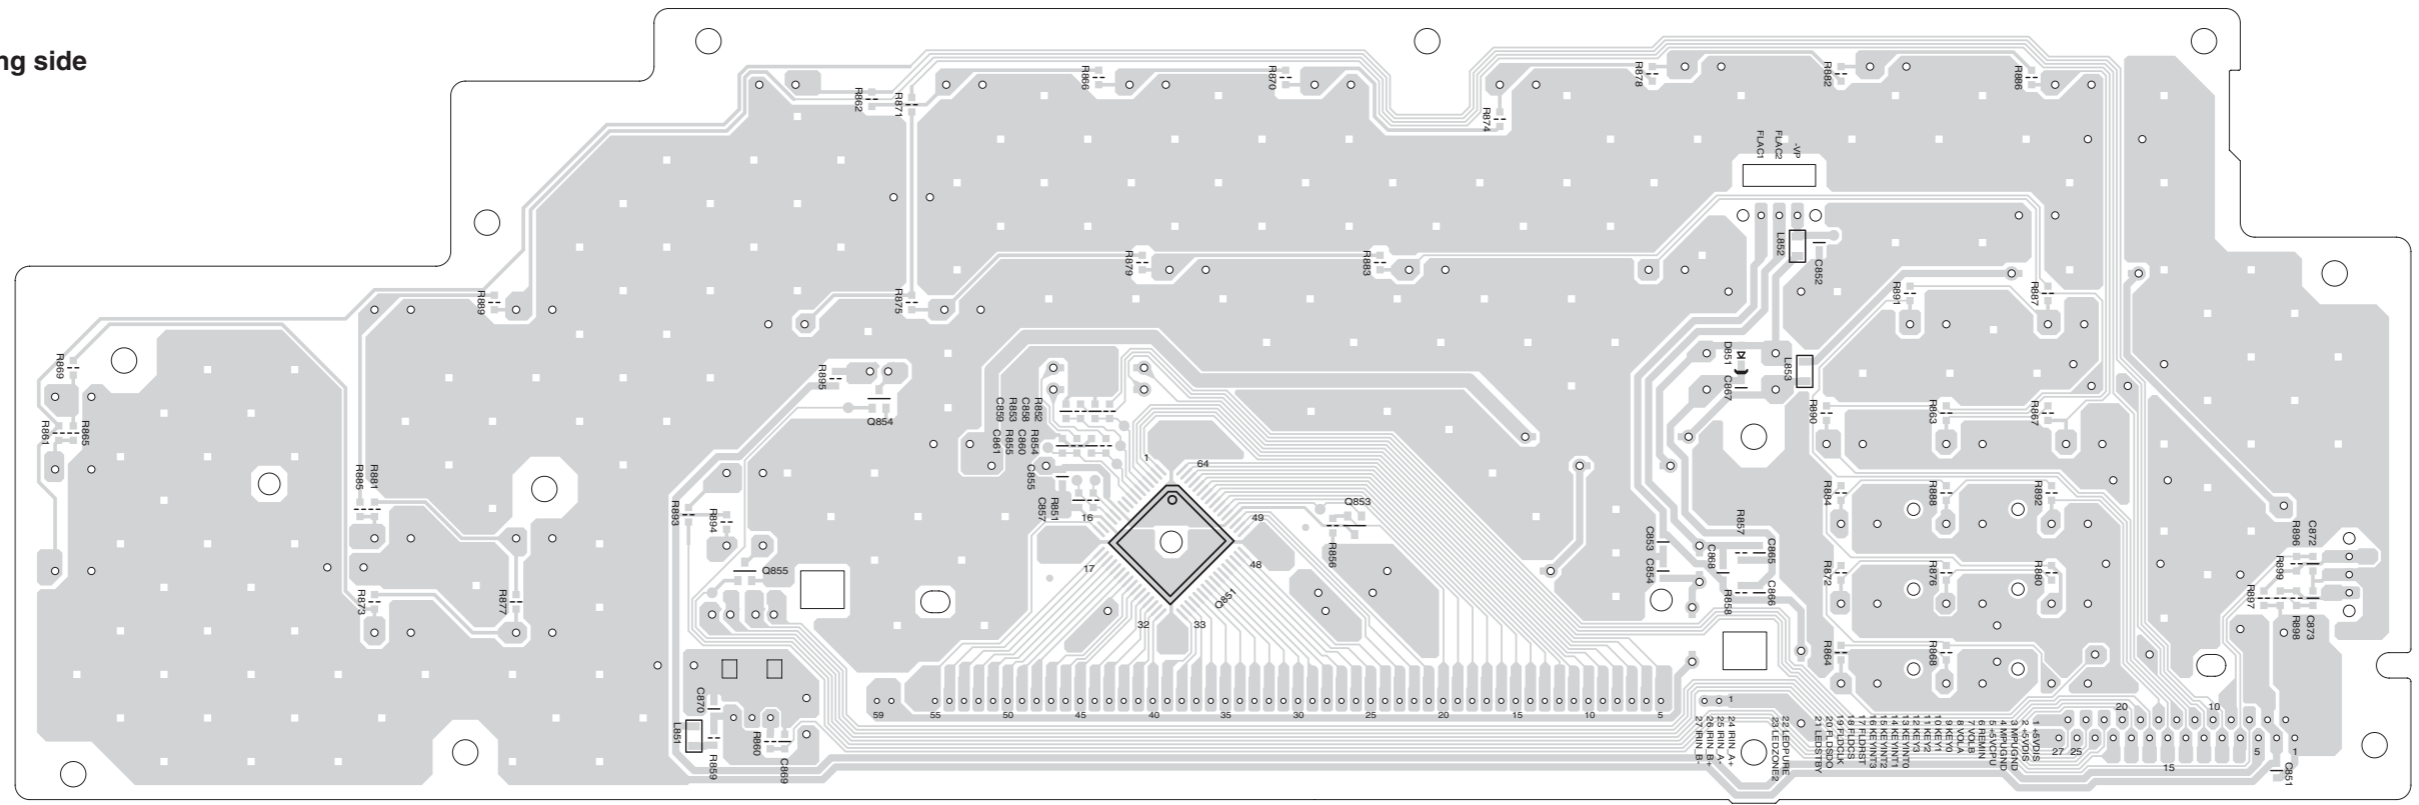 ng side
R862
R871
R866
R870
R874
R878
R882
R886
FLAC1
FLAC2
-VP
L852
C852
R879
R883
R889
R875
R891
R887
R869
R895
Q854
D851
C867
L853
R861
R865
R852
C858
R853
C859
R854
C860
R855
C861
C855
R851
C857
R890
R863
R867
R885
R881
1
64
16
49
17
48
32
33
Q851
Q853
R856
R893
R894
Q855
R884
R888
R892
R857
C853
C854
C868
C865
C866
R858
R873
R877
R872
R876
R880
R896
C872
R899
R897
R898
C873
R864
R868
C870
L851
R859
R860
C869
59
55
50
45
40
35
30
25
20
15
10
5
1
27 IRIN_B-
26 IRIN_B+
25 IRIN_A-
24 IRIN_A+
23 LEDZONE2
22 LEDPURE
21 LEDSTBY
20 FLDSDO
19 FLDCLK
18 FLDCS
17 FLDRST
16 KEYINT3
15 KEYINT2
14 KEYINT1
13 KEYINT0
12 KEY3
11 KEY2
10 KEY1
9 KEY0
8 VOLA
7 VOLB
6 REMIN
5 +5VCPU
4 MPUGND
3 MPUGND
2 +5VDIS
1 +5VDIS
20
10
27
25
15
5
1
C851